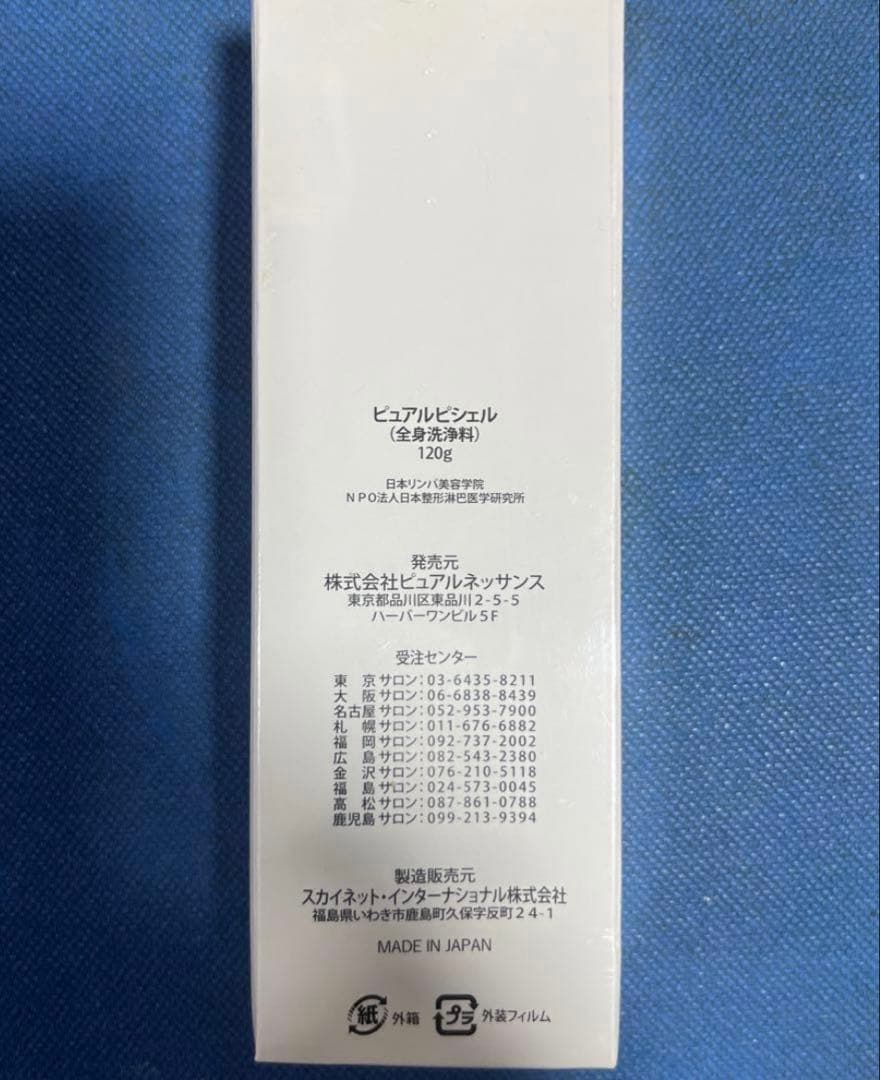 ピュアルピシェル
(全身洗浄料)
120g
日本リンパ美容学院
NPO法人日本整形淋巴医学研究所
発売元
株式会社ピュアルネッサンス
東京都品川区東品川2-5-5
ハーバーワンビル5F
受注センター
東　京サロン:03-6435-8211
大　阪サロン:06-6838-8439
名古屋サロン:052-953-7900
札　幌サロン:011-676-6882
福　岡サロン:092-737-2002
広　島サロン:082-543-2380
金　沢サロン:076-210-5118
福　島サロン:024-573-0045
高　松サロン:087-861-0788
鹿児島サロン:099-213-9394
製造販売元
スカイネット・インターナショナル株式会社
福島県いわき市鹿島町久保字反町24-1
MADE IN JAPAN
紙 外箱 プラ 外装フィルム